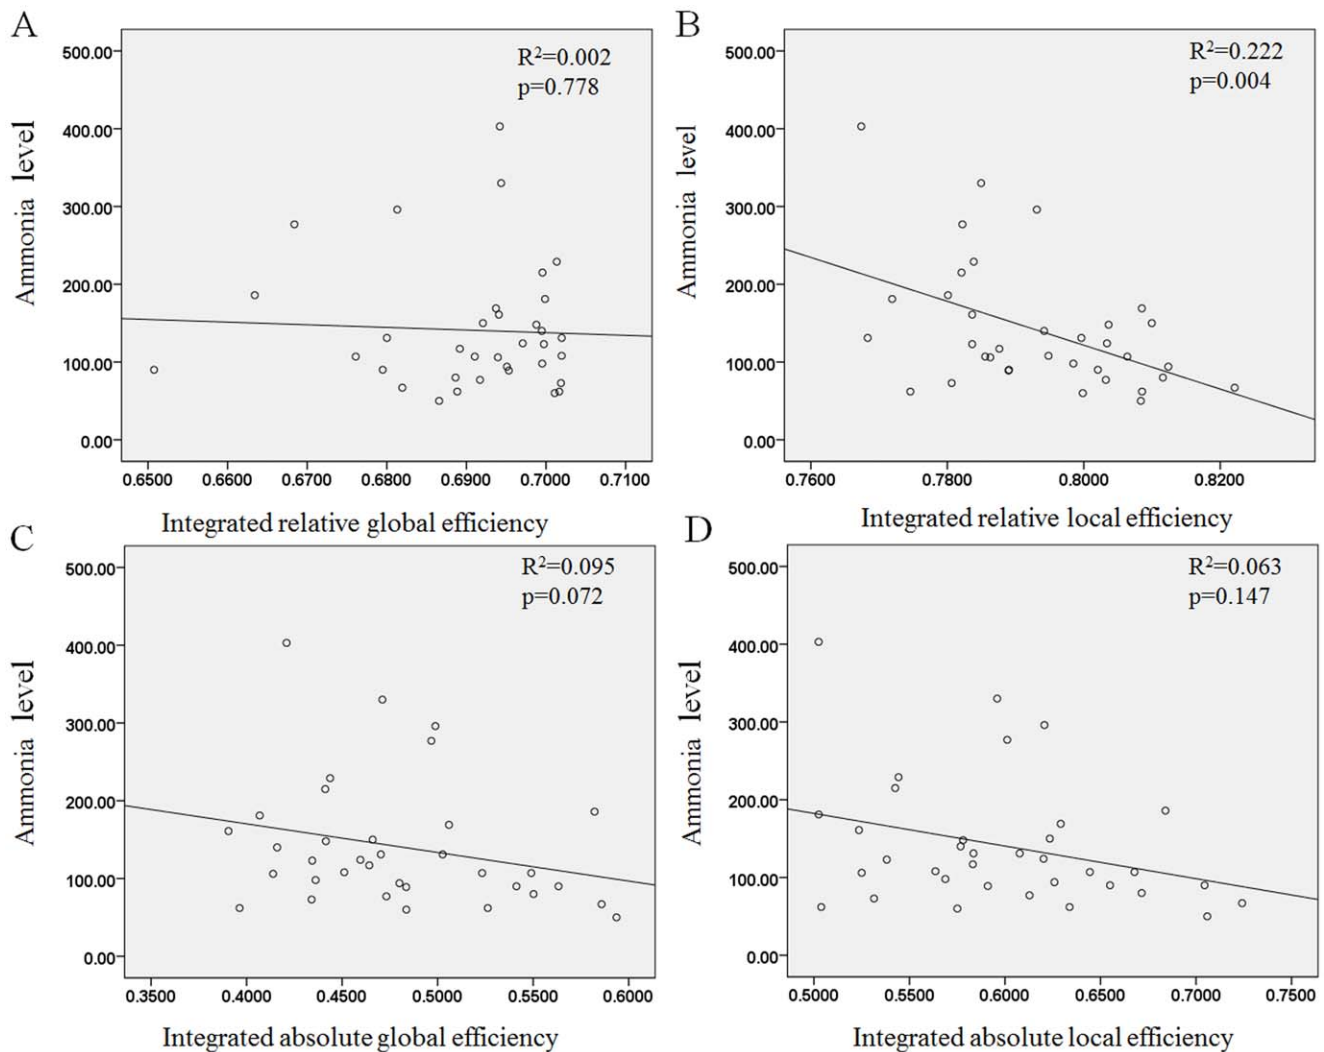 A
R²=0.002
p=0.778
Ammonia level
500.00
400.00
300.00
200.00
100.00
0.00
0.6500 0.6600 0.6700 0.6800 0.6900 0.7000 0.7100
Integrated relative global efficiency
B
R²=0.222
p=0.004
Ammonia level
500.00
400.00
300.00
200.00
100.00
0.00
0.7600 0.7800 0.8000 0.8200
Integrated relative local efficiency
C
R²=0.095
p=0.072
Ammonia level
500.00
400.00
300.00
200.00
100.00
0.00
0.3500 0.4000 0.4500 0.5000 0.5500 0.6000
Integrated absolute global efficiency
D
R²=0.063
p=0.147
Ammonia level
500.00
400.00
300.00
200.00
100.00
0.00
0.5000 0.5500 0.6000 0.6500 0.7000 0.7500
Integrated absolute local efficiency